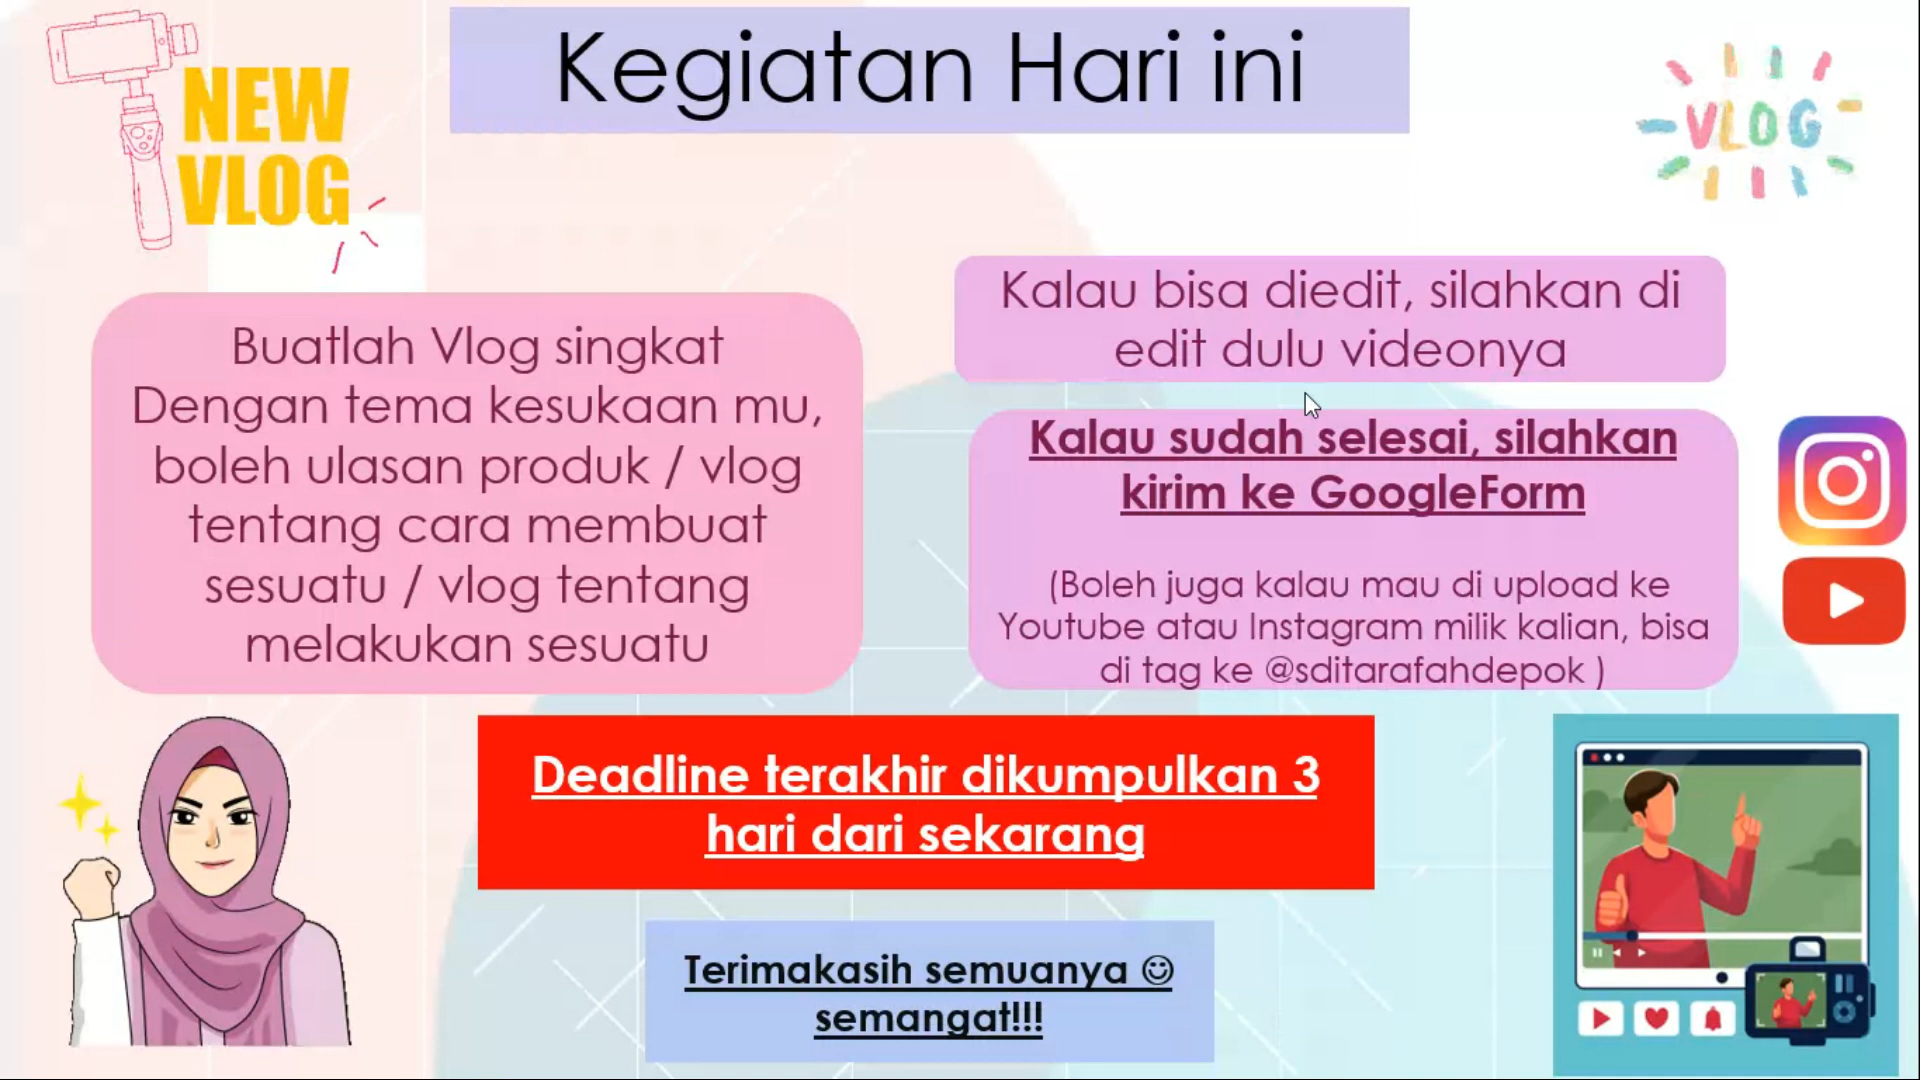 Kegiatan Hari ini
NEW
VLOG
VLOG
Buatlah Vlog singkat
Dengan tema kesukaan mu,
boleh ulasan produk / vlog
tentang cara membuat
sesuatu / vlog tentang
melakukan sesuatu
Kalau bisa diedit, silahkan di
edit dulu videonya
Kalau sudah selesai, silahkan
kirim ke GoogleForm
(Boleh juga kalau mau di upload ke
Youtube atau Instagram milik kalian, bisa
di tag ke @sditarafahdepok )
Deadline terakhir dikumpulkan 3
hari dari sekarang
Terimakasih semuanya ☺
semangat!!!